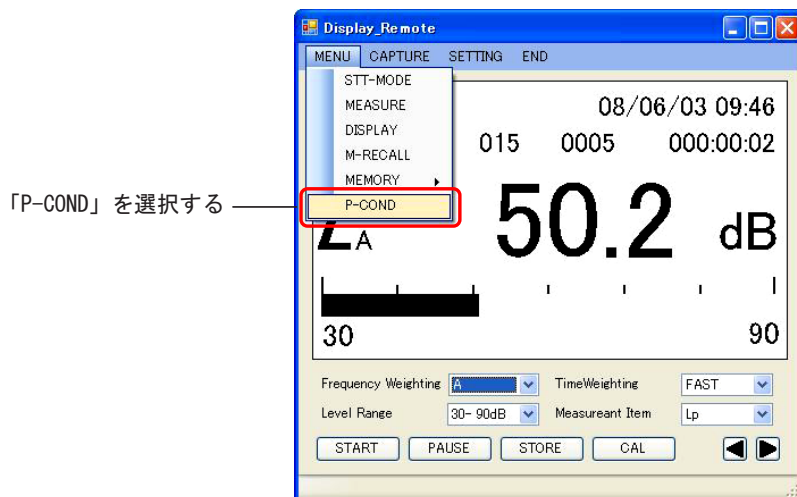 Display_Remote
MENU CAPTURE SETTING END
STT-MODE
MEASURE
DISPLAY
M-RECALL
MEMORY
P-COND
「P-COND」を選択する
08/06/03 09:46
015 0005 000:00:02
A 50.2 dB
30 90
Frequency Weighting A TimeWeighting FAST
Level Range 30- 90dB Measureant Item Lp
START PAUSE STORE CAL